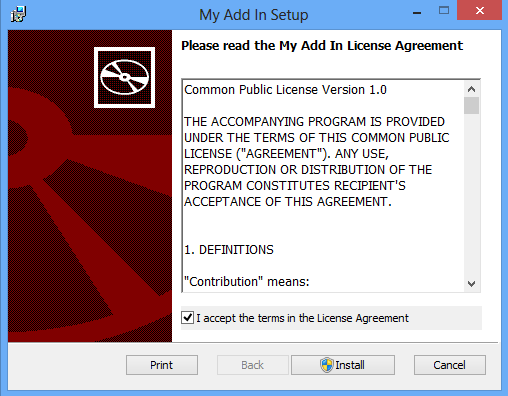 My Add In Setup
Please read the My Add In License Agreement
Common Public License Version 1.0
THE ACCOMPANYING PROGRAM IS PROVIDED
UNDER THE TERMS OF THIS COMMON PUBLIC
LICENSE ("AGREEMENT"). ANY USE,
REPRODUCTION OR DISTRIBUTION OF THE
PROGRAM CONSTITUTES RECIPIENT'S
ACCEPTANCE OF THIS AGREEMENT.
1. DEFINITIONS
"Contribution" means:
I accept the terms in the License Agreement
Print
Back
Install
Cancel